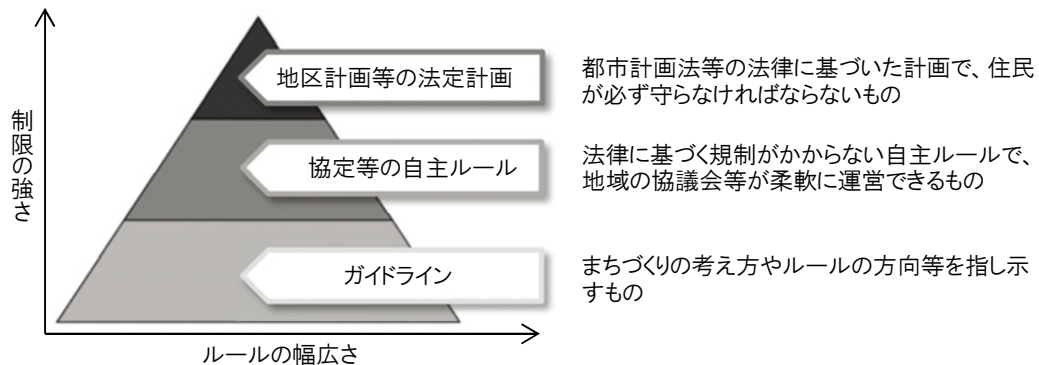 制限の強さ
地区計画等の法定計画
都市計画法等の法律に基づいた計画で、住民
が必ず守らなければならないもの
協定等の自主ルール
法律に基づく規制がかからない自主ルールで、
地域の協議会等が柔軟に運営できるもの
ガイドライン
まちづくりの考え方やルールの方向等を指し示
すもの
ルールの幅広さ